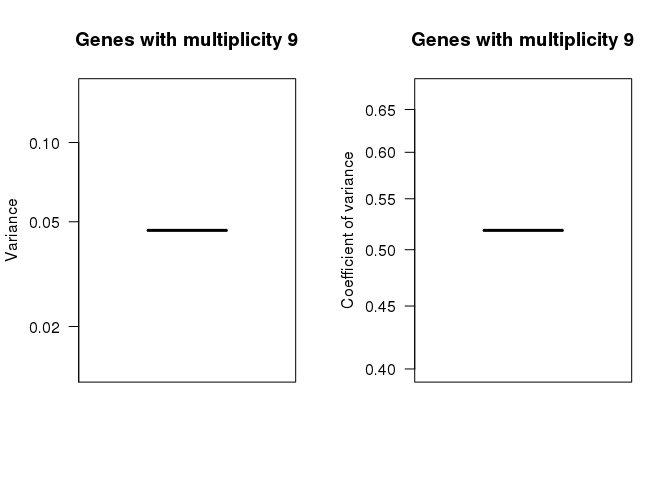 Genes with multiplicity 9
Variance
0.10
0.05
0.02
Genes with multiplicity 9
Coefficient of variance
0.65
0.60
0.55
0.50
0.45
0.40